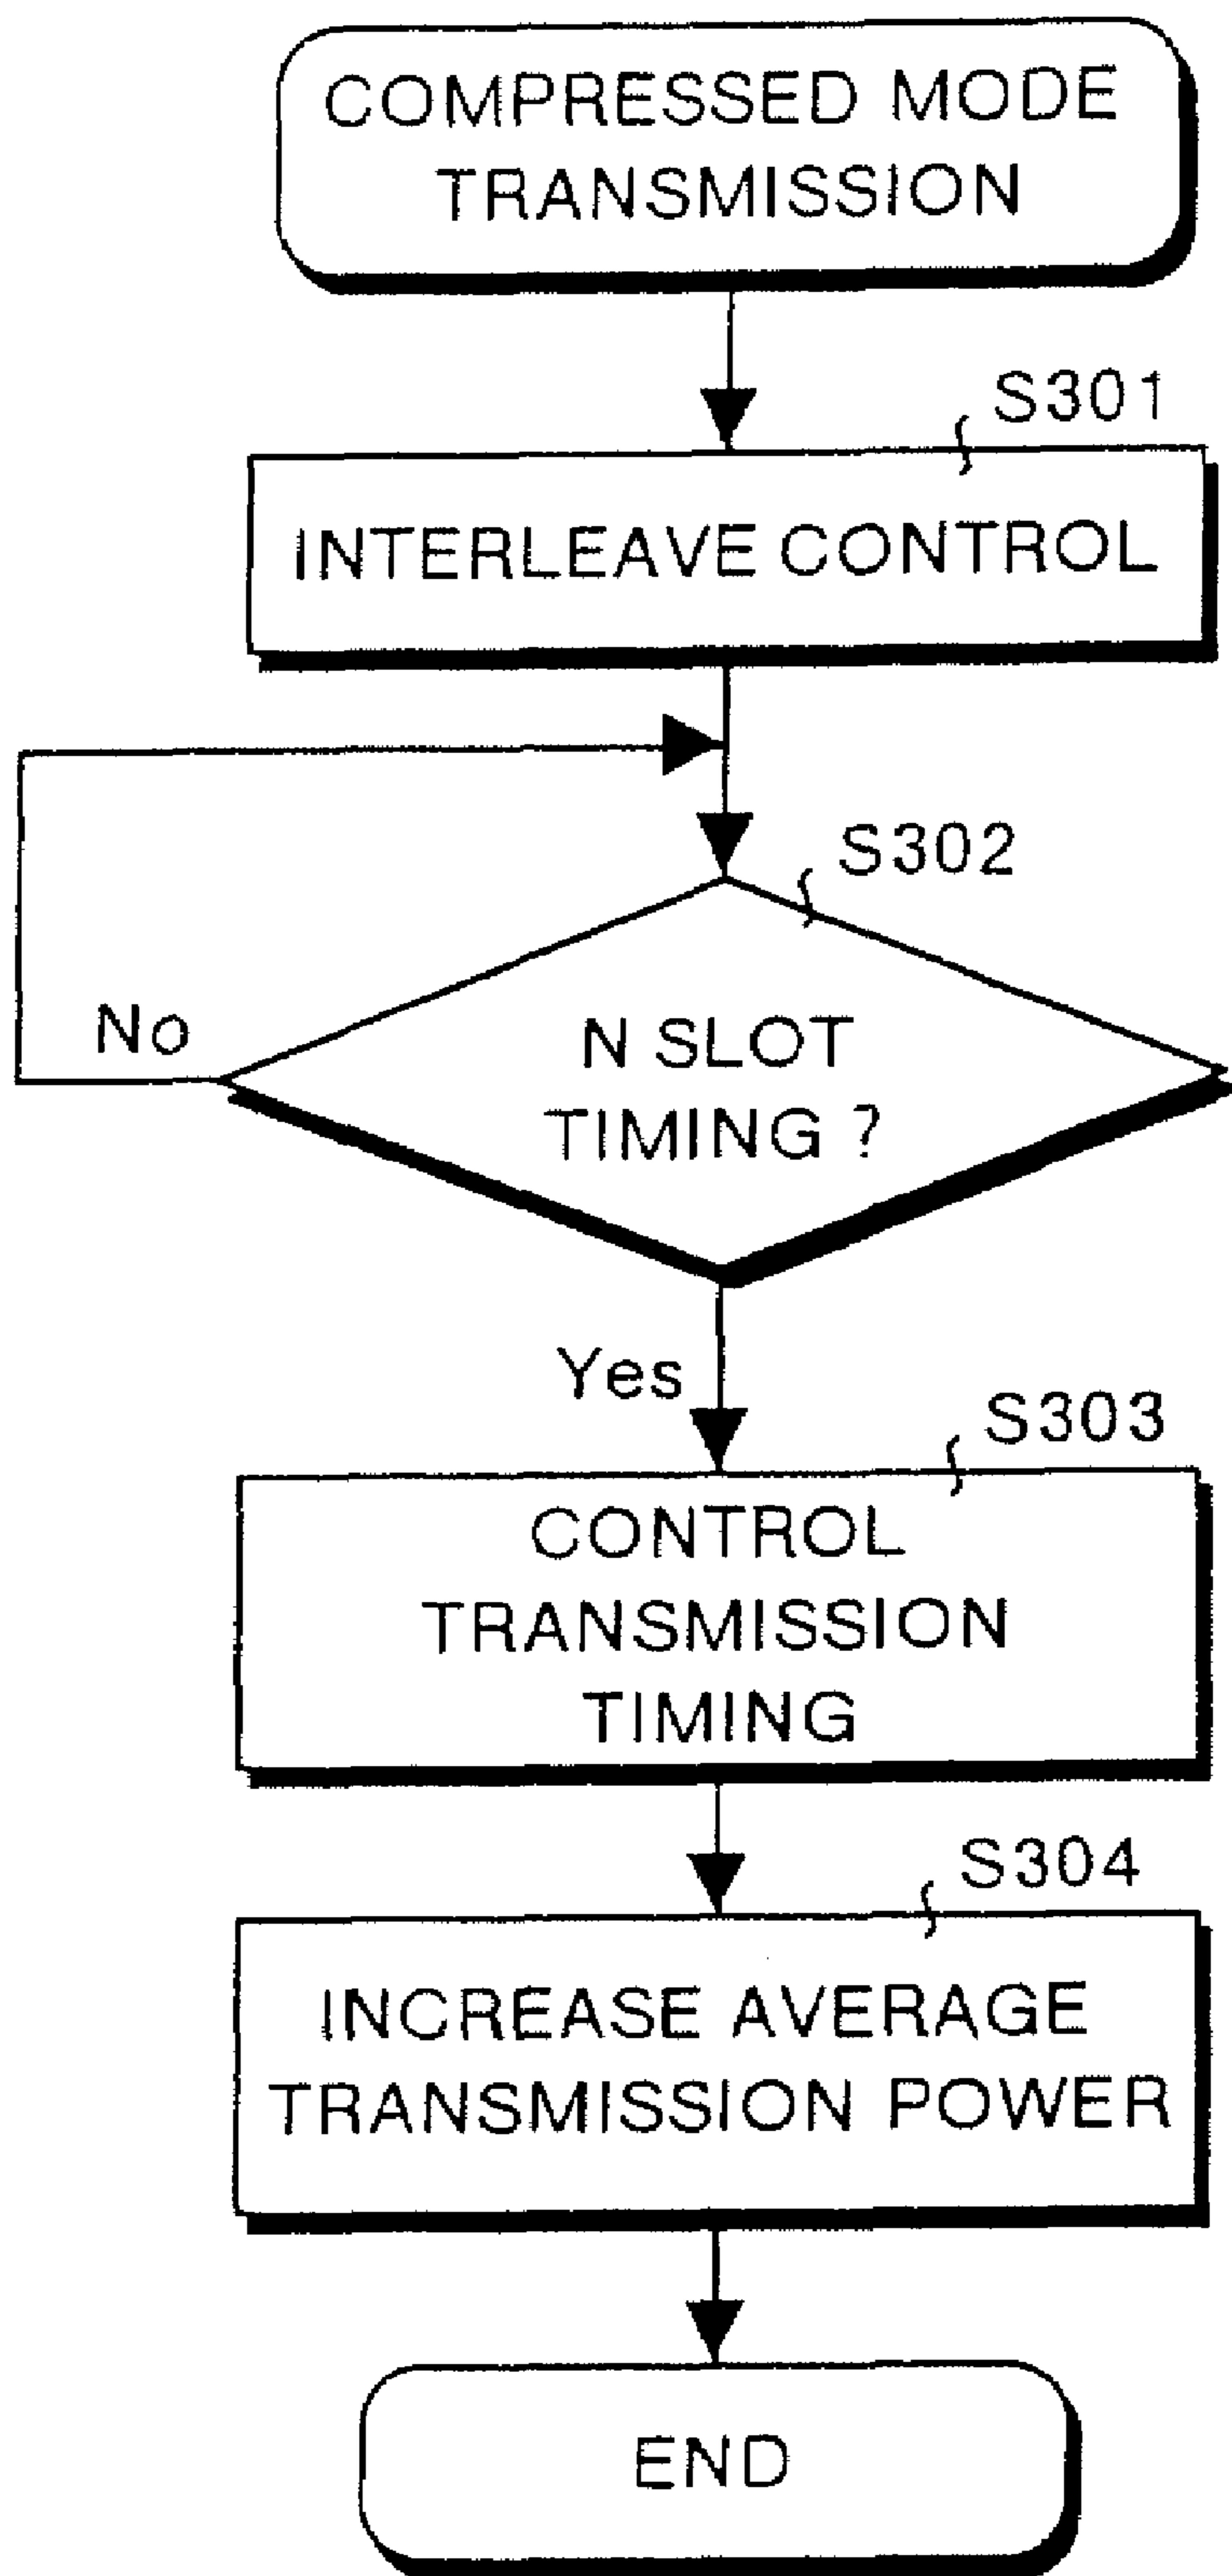 COMPRESSED MODE
TRANSMISSION
S301
INTERLEAVE CONTROL
S302
No
N SLOT
TIMING ?
Yes
S303
CONTROL
TRANSMISSION
TIMING
S304
INCREASE AVERAGE
TRANSMISSION POWER
END